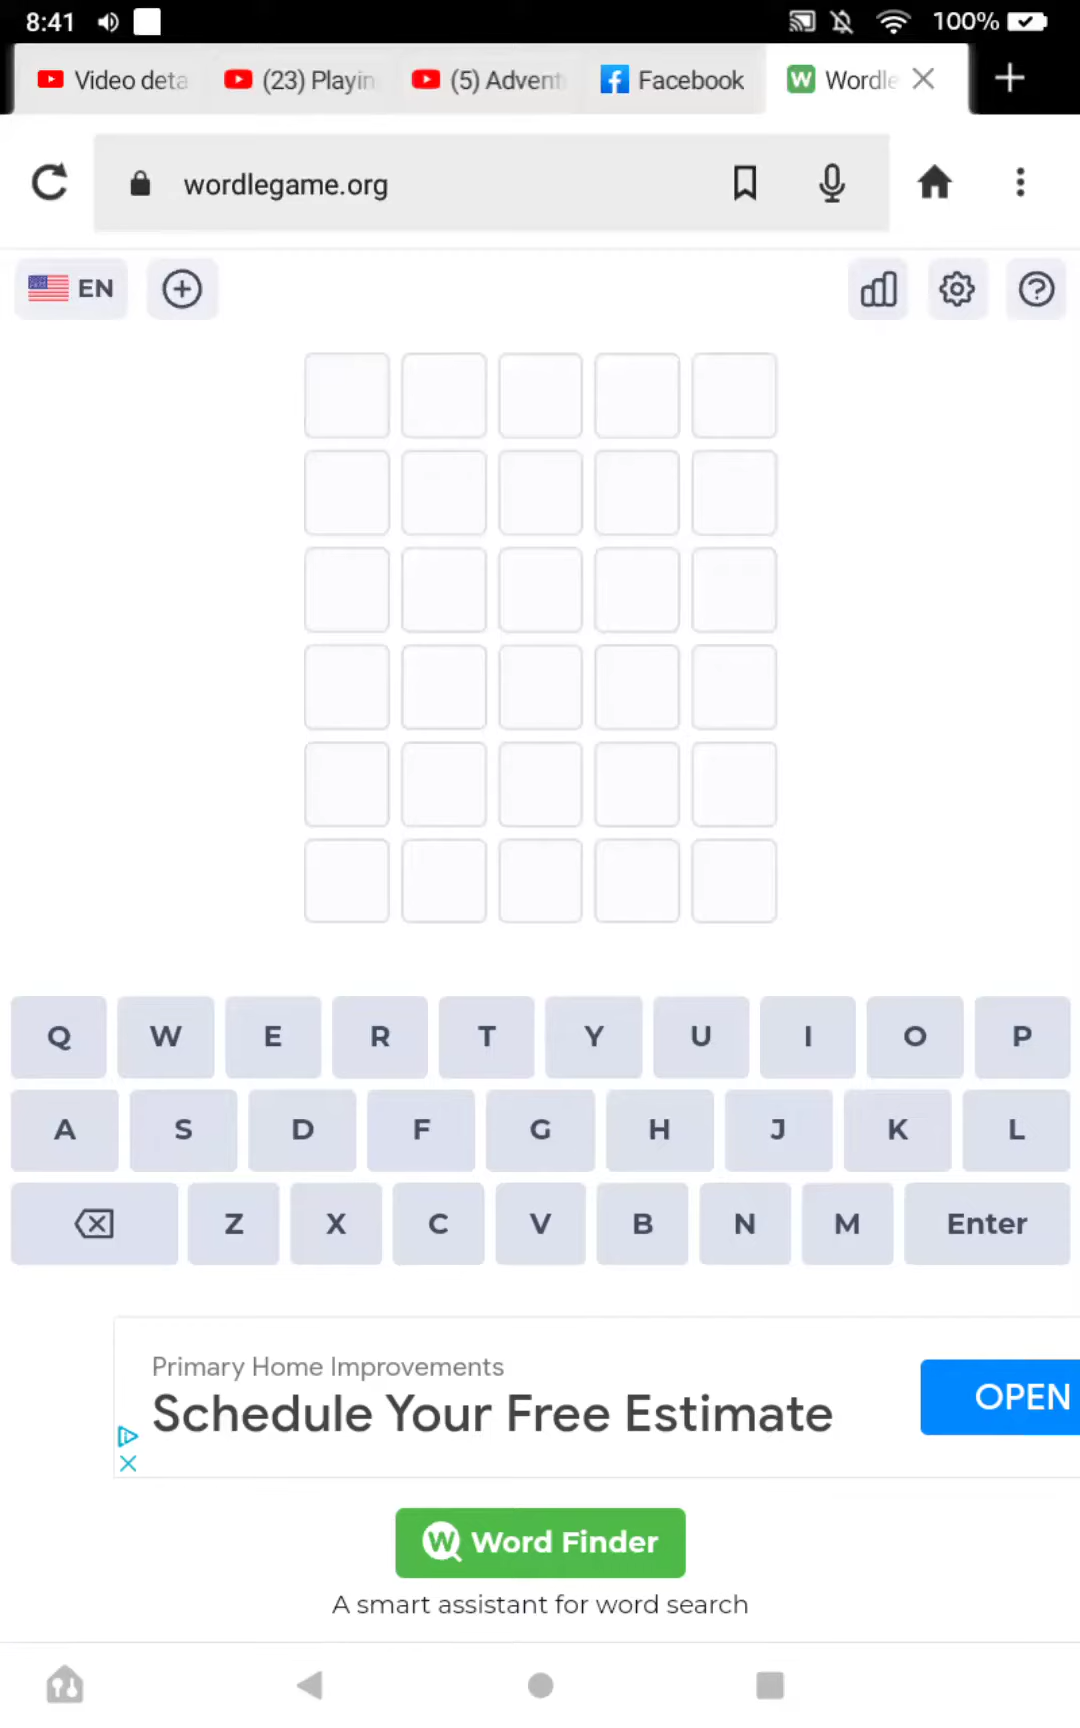 8:41 100%
Video deta (23) Playin (5) Advent Facebook Wordle
wordlegame.org
EN
Q W E R T Y U I O P
A S D F G H J K L
Z X C V B N M Enter
Primary Home Improvements
Schedule Your Free Estimate
OPEN
W Word Finder
A smart assistant for word search